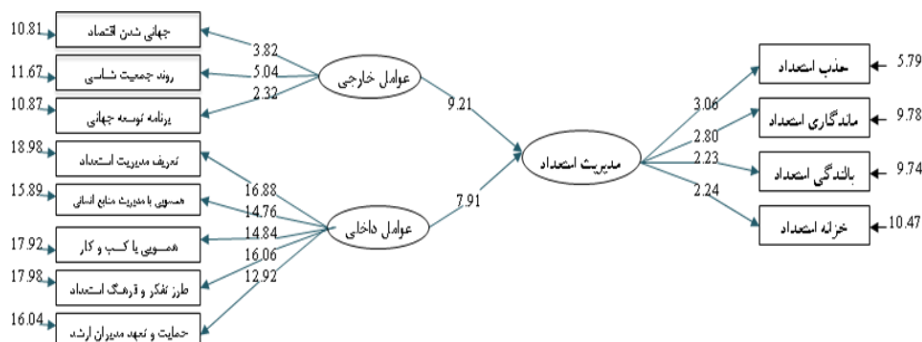 10.81
جهانی شدن اقتصاد
11.67
روند جمعیت شناسی
10.87
برنامه توسعه جهانی
18.98
تعریف مدیریت استعداد
15.89
همسویی با مدیریت منابع انسانی
17.92
همسویی با کسب و کار
17.98
طرز تفکر و فرهنگ استعداد
16.04
حمایت و تعهد مدیران ارشد
3.82
5.04
2.32
عوامل خارجی
16.88
14.76
14.84
16.06
12.92
عوامل داخلی
9.21
7.91
مدیریت استعداد
3.06
2.80
2.23
2.24
جذب استعداد
5.79
ماندگاری استعداد
9.78
بالندگی استعداد
9.74
خزانه استعداد
10.47